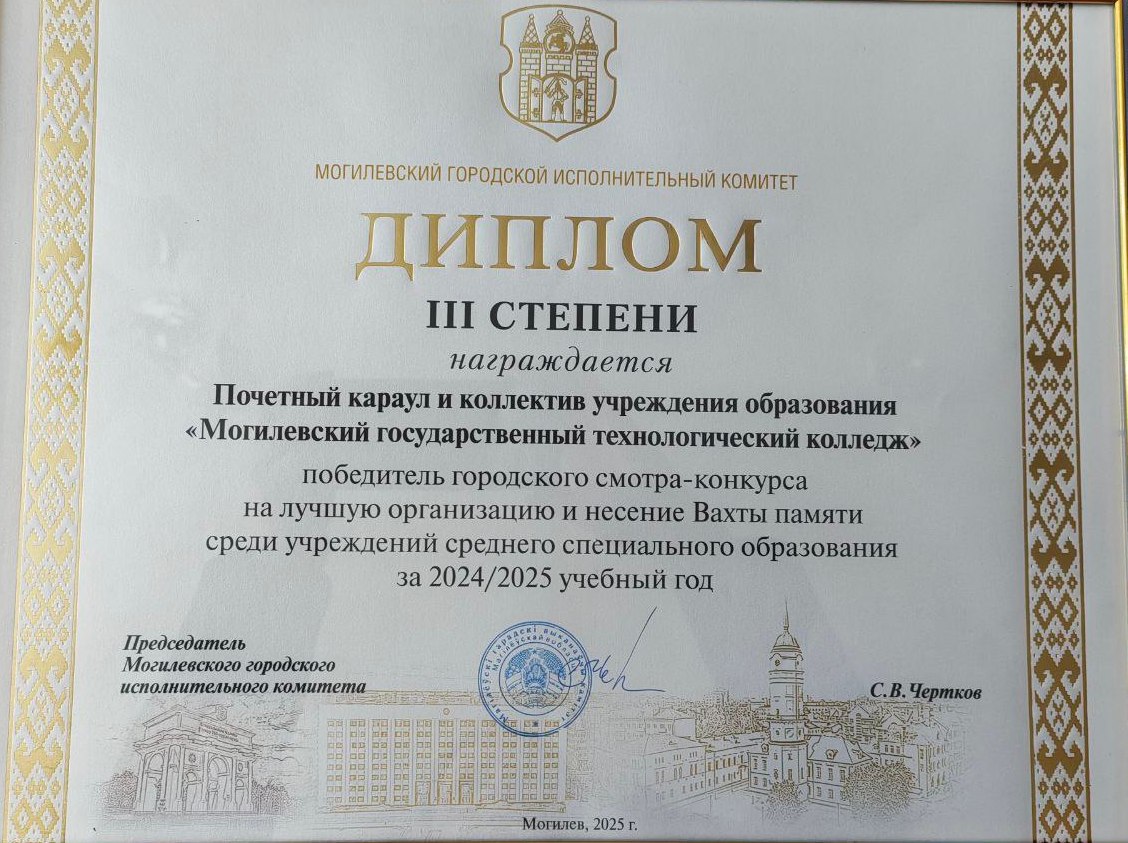 МОГИЛЕВСКИЙ ГОРОДСКОЙ ИСПОЛНИТЕЛЬНЫЙ КОМИТЕТ
ДИПЛОМ
III СТЕПЕНИ
награждается
Почетный караул и коллектив учреждения образования
«Могилевский государственный технологический колледж»
победитель городского смотра-конкурса
на лучшую организацию и несение Вахты памяти
среди учреждений среднего специального образования
за 2024/2025 учебный год
Председатель
Могилевского городского
исполнительного комитета
С.В.Чертков
Могилев, 2025 г.